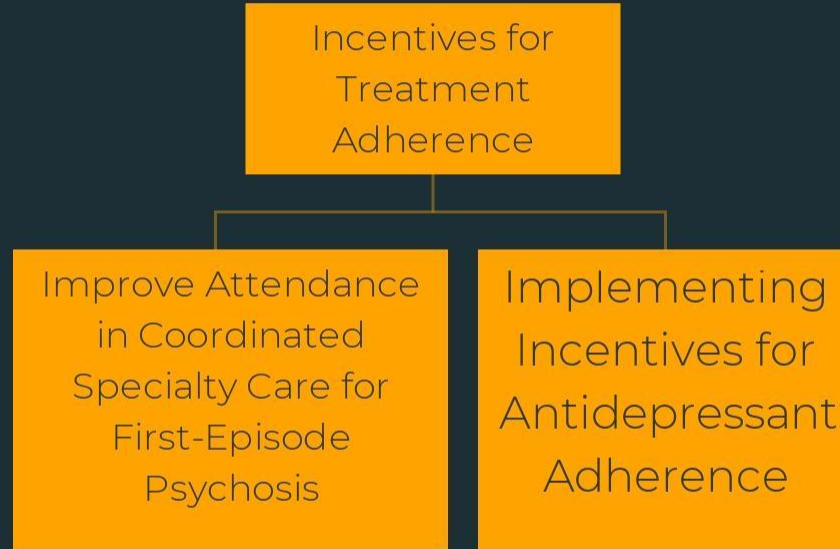 Incentives for
Treatment
Adherence
Improve Attendance
in Coordinated
Specialty Care for
First-Episode
Psychosis
Implementing
Incentives for
Antidepressant
Adherence